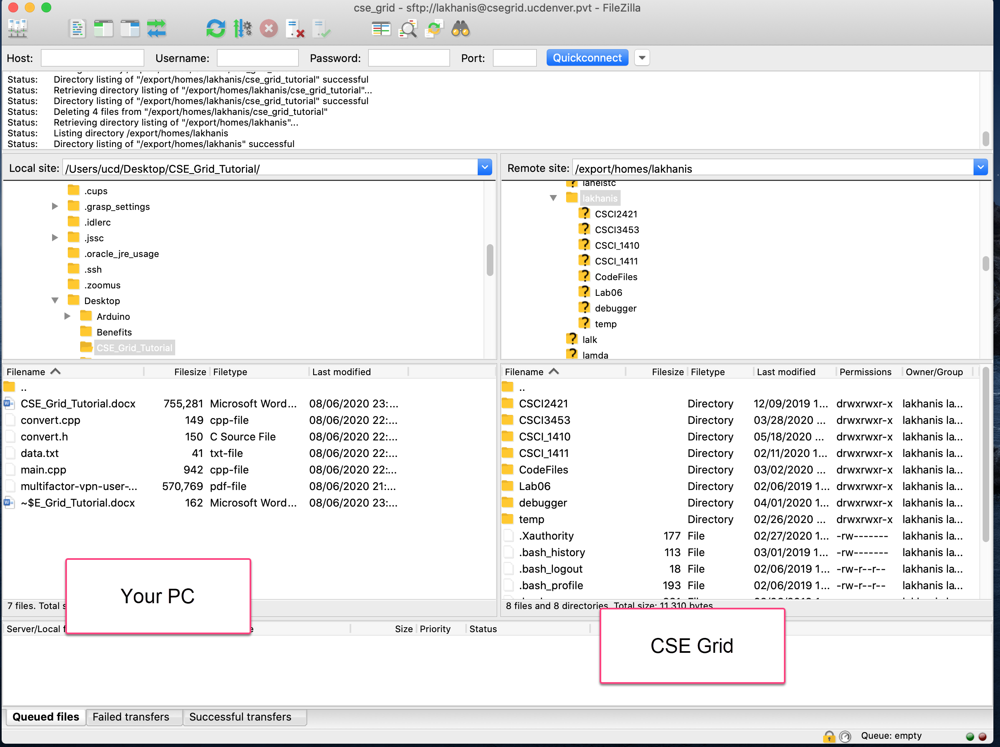 cse_grid - sftp://lakhanis@csegrid.ucdenver.pvt - FileZilla
Host: Username: Password: Port: Quickconnect
Status: Directory listing of "/export/homes/lakhanis/cse_grid_tutorial" successful
Status: Retrieving directory listing of "/export/homes/lakhanis/cse_grid_tutorial"...
Status: Directory listing of "/export/homes/lakhanis/cse_grid_tutorial" successful
Status: Deleting 4 files from "/export/homes/lakhanis/cse_grid_tutorial"
Status: Retrieving directory listing of "/export/homes/lakhanis"...
Status: Listing directory /export/homes/lakhanis
Status: Directory listing of "/export/homes/lakhanis" successful
Local site: /Users/ucd/Desktop/CSE_Grid_Tutorial/
.cups
.grasp_settings
.idlerc
.jssc
.oracle_jre_usage
.ssh
.zoomus
Desktop
Arduino
Benefits
CSE_Grid_Tutorial
Remote site: /export/homes/lakhanis
laheistc
lakhanis
CSCI2421
CSCI3453
CSCI_1410
CSCI_1411
CodeFiles
Lab06
debugger
temp
lalk
lamda
Filename Filesize Filetype Last modified
..
CSE_Grid_Tutorial.docx 755,281 Microsoft Word... 08/06/2020 23:...
convert.cpp 149 cpp-file 08/06/2020 22:...
convert.h 150 C Source File 08/06/2020 22:...
data.txt 41 txt-file 08/06/2020 22:...
main.cpp 942 cpp-file 08/06/2020 22:...
multifactor-vpn-user-... 570,769 pdf-file 08/06/2020 21:...
~$E_Grid_Tutorial.docx 162 Microsoft Word... 08/06/2020 23:...
7 files. Total
Your PC
Filename Filesize Filetype Last modified Permissions Owner/Group
..
CSCI2421 Directory 12/09/2019 1... drwxrwxr-x lakhanis la...
CSCI3453 Directory 03/28/2020 ... drwxrwxr-x lakhanis la...
CSCI_1410 Directory 05/18/2020 ... drwxrwxr-x lakhanis la...
CSCI_1411 Directory 02/11/2020 1... drwxrwxr-x lakhanis la...
CodeFiles Directory 03/02/2020 ... drwxrwxr-x lakhanis la...
Lab06 Directory 02/06/2019 1... drwxrwxr-x lakhanis la...
debugger Directory 04/01/2020 1... drwxrwxr-x lakhanis la...
temp Directory 02/26/2020 ... drwxrwxr-x lakhanis la...
.Xauthority 177 File 02/27/2020 1... -rw------- lakhanis la...
.bash_history 113 File 03/01/2019 1... -rw------- lakhanis la...
.bash_logout 18 File 02/06/2019 1... -rw-r--r-- lakhanis la...
.bash_profile 193 File 02/06/2019 1... -rw-r--r-- lakhanis la...
8 files and 8 directories. Total size: 11,310 bytes
CSE Grid
Server/Local Size Priority Status
Queued files Failed transfers Successful transfers
Queue: empty